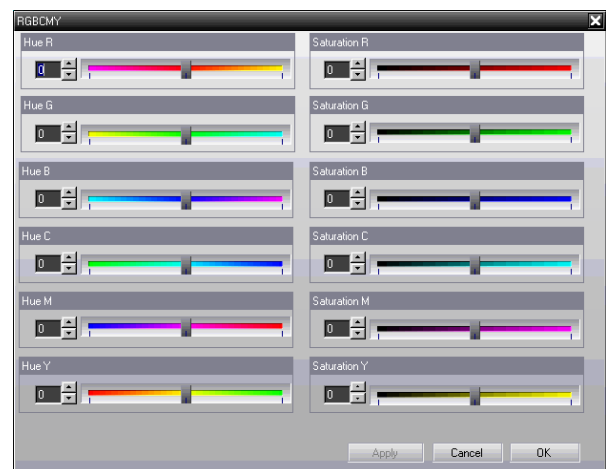 RGBCMY
Hue R Saturation R
0 0
Hue G Saturation G
0 0
Hue B Saturation B
0 0
Hue C Saturation C
0 0
Hue M Saturation M
0 0
Hue Y Saturation Y
0 0
Apply Cancel OK